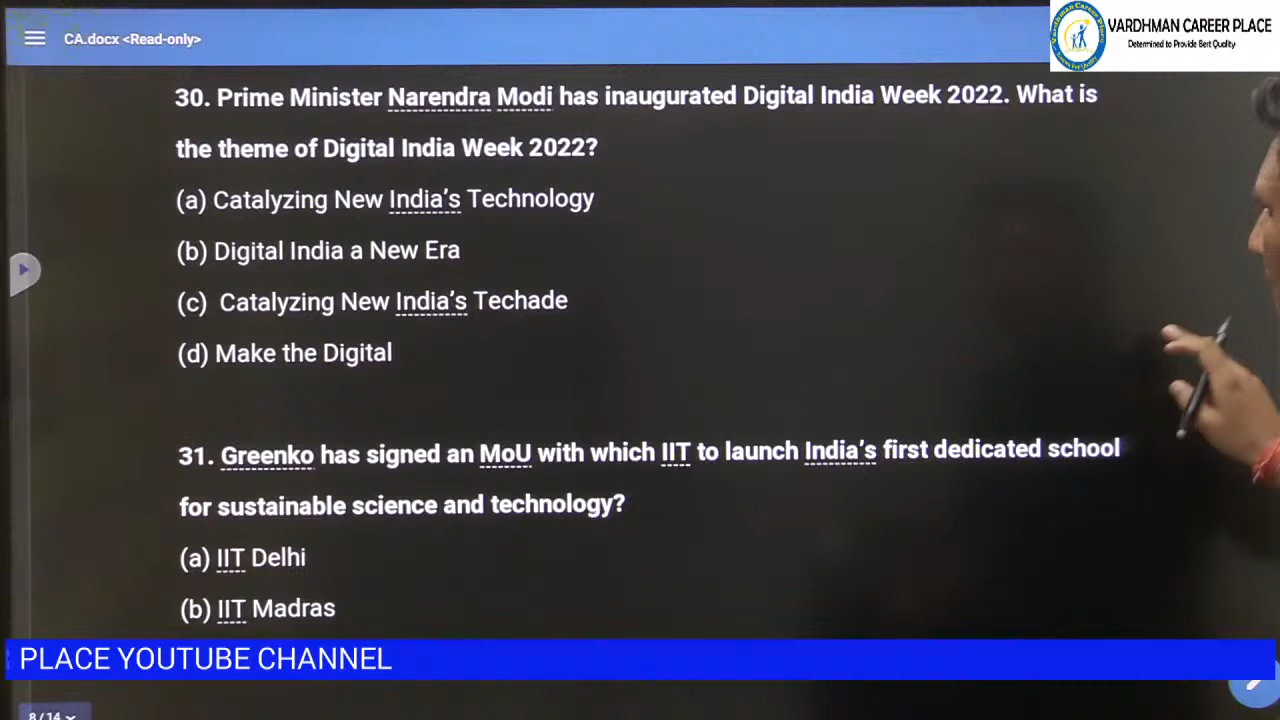 CA.docx <Read-only>
VARDHMAN CAREER PLACE
Determined to Provide Bert Quality
30. Prime Minister Narendra Modi has inaugurated Digital India Week 2022. What is
the theme of Digital India Week 2022?
(a) Catalyzing New India's Technology
(b) Digital India a New Era
(c) Catalyzing New India's Techade
(d) Make the Digital
31. Greenko has signed an MoU with which IIT to launch India's first dedicated school
for sustainable science and technology?
(a) IIT Delhi
(b) IIT Madras
PLACE YOUTUBE CHANNEL
8/14